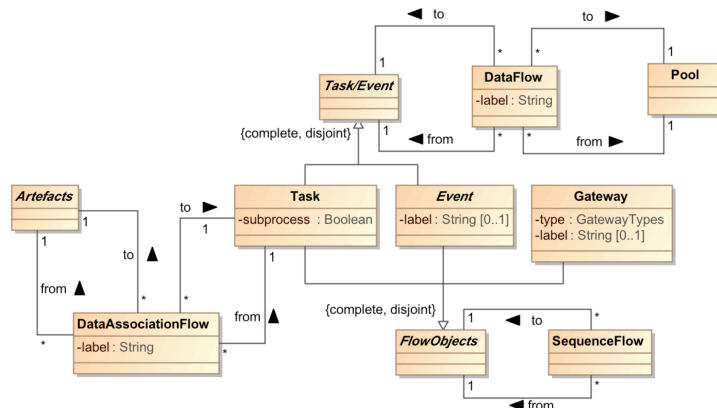 ◄ to
* *
to ►
1
1
Task/Event
DataFlow
-label : String
Pool
1
{complete, disjoint}
◄ from
* *
from ►
1
Artefacts
1
1
to ►
1
Task
-subprocess : Boolean
Event
-label : String [0..1]
Gateway
-type : GatewayTypes
-label : String [0..1]
1
to ▲
from ▲
* *
from ▲
{complete, disjoint}
DataAssociationFlow
-label : String
*
*
1
◄ to
*
FlowObjects
SequenceFlow
1
*
◄ from